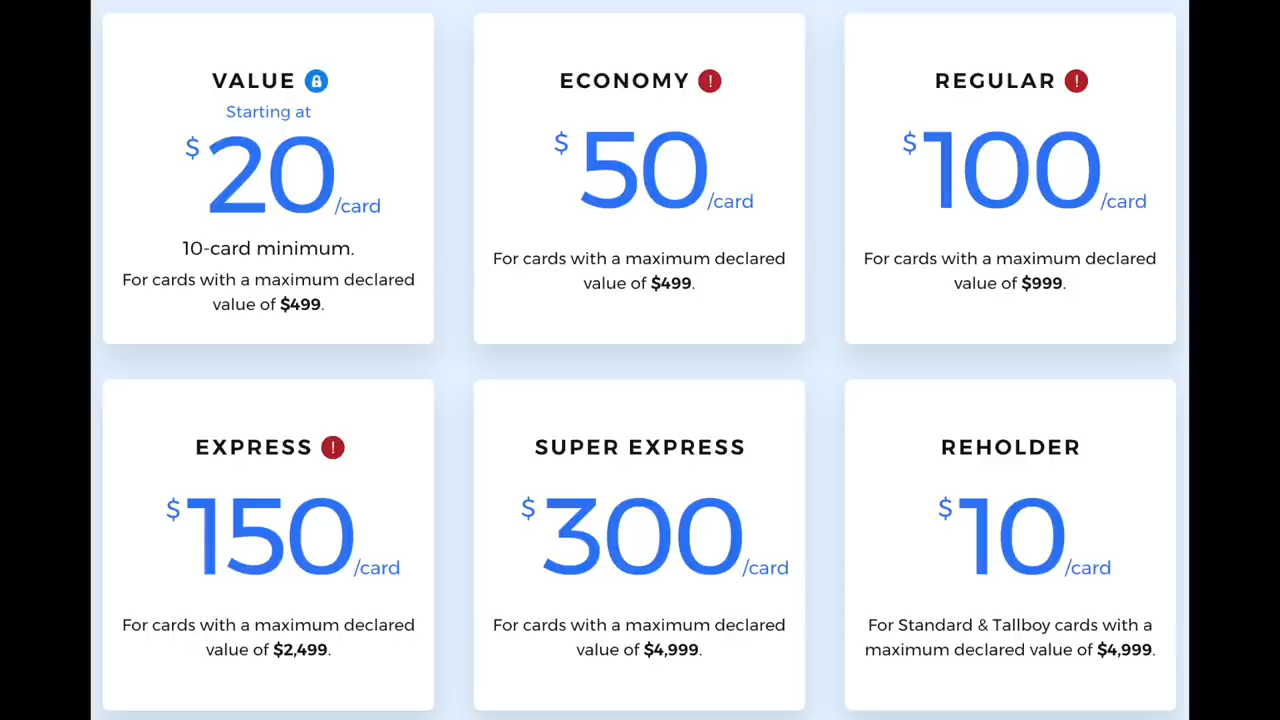 VALUE
Starting at
$20/card
10-card minimum.
For cards with a maximum declared
value of $499.
ECONOMY !
$50/card
For cards with a maximum declared
value of $499.
REGULAR !
$100/card
For cards with a maximum declared
value of $999.
EXPRESS !
$150/card
For cards with a maximum declared
value of $2,499.
SUPER EXPRESS
$300/card
For cards with a maximum declared
value of $4,999.
REHOLDER
$10/card
For Standard & Tallboy cards with a
maximum declared value of $4,999.